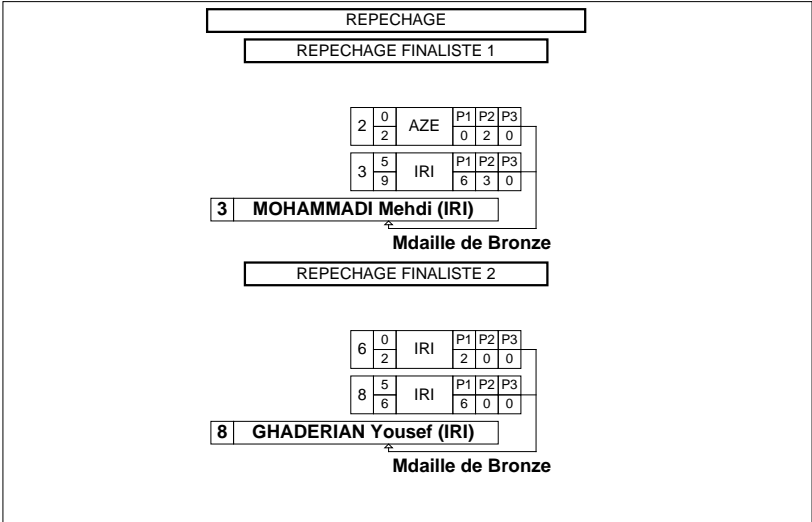 REPECHAGE
REPECHAGE FINALISTE 1
2 0 AZE P1 P2 P3
2 0 2 0
3 5 IRI P1 P2 P3
9 6 3 0
3 MOHAMMADI Mehdi (IRI)
Mdaille de Bronze
REPECHAGE FINALISTE 2
6 0 IRI P1 P2 P3
2 2 0 0
8 5 IRI P1 P2 P3
6 6 0 0
8 GHADERIAN Yousef (IRI)
Mdaille de Bronze